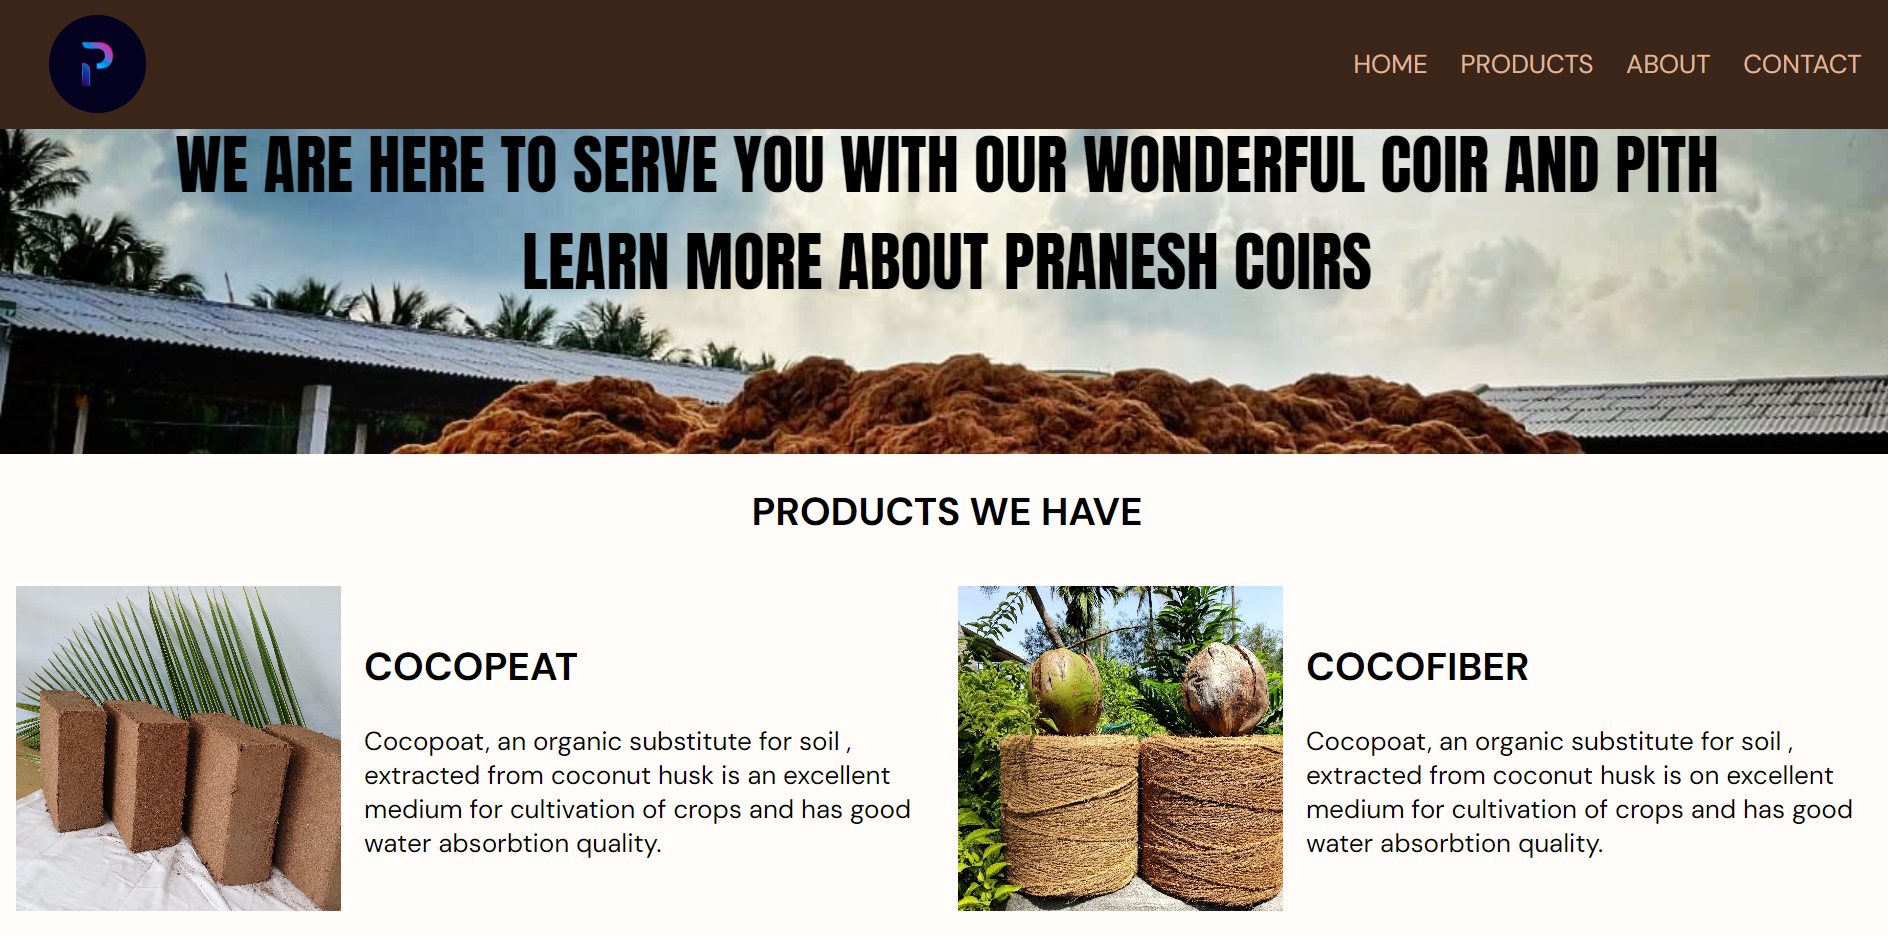 P
HOME PRODUCTS ABOUT CONTACT
WE ARE HERE TO SERVE YOU WITH OUR WONDERFUL COIR AND PITH
LEARN MORE ABOUT PRANESH COIRS
PRODUCTS WE HAVE
COCOPEAT
Cocopoat, an organic substitute for soil ,
extracted from coconut husk is an excellent
medium for cultivation of crops and has good
water absorbtion quality.
COCOFIBER
Cocopoat, an organic substitute for soil ,
extracted from coconut husk is on excellent
medium for cultivation of crops and has good
water absorbtion quality.